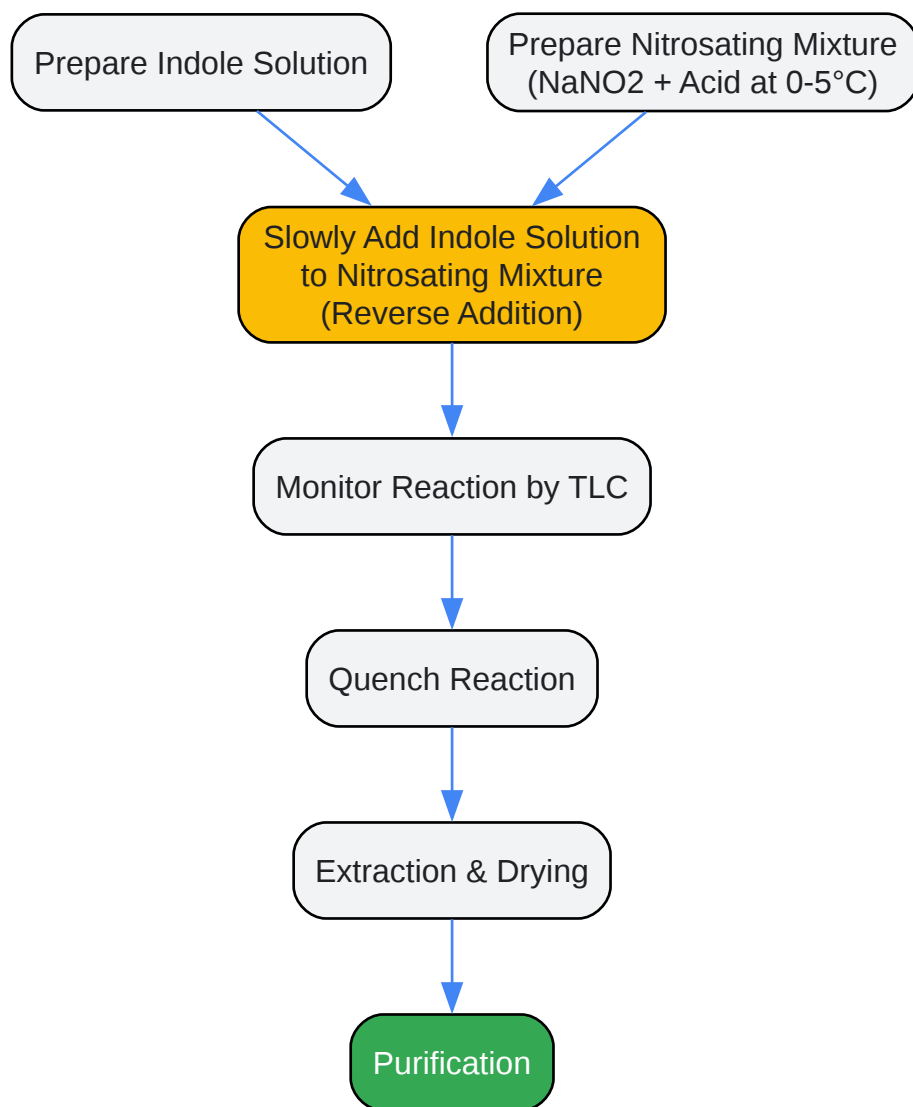 Prepare Indole Solution
Prepare Nitrosating Mixture
(NaNO2 + Acid at 0-5°C)
Slowly Add Indole Solution
to Nitrosating Mixture
(Reverse Addition)
Monitor Reaction by TLC
Quench Reaction
Extraction & Drying
Purification